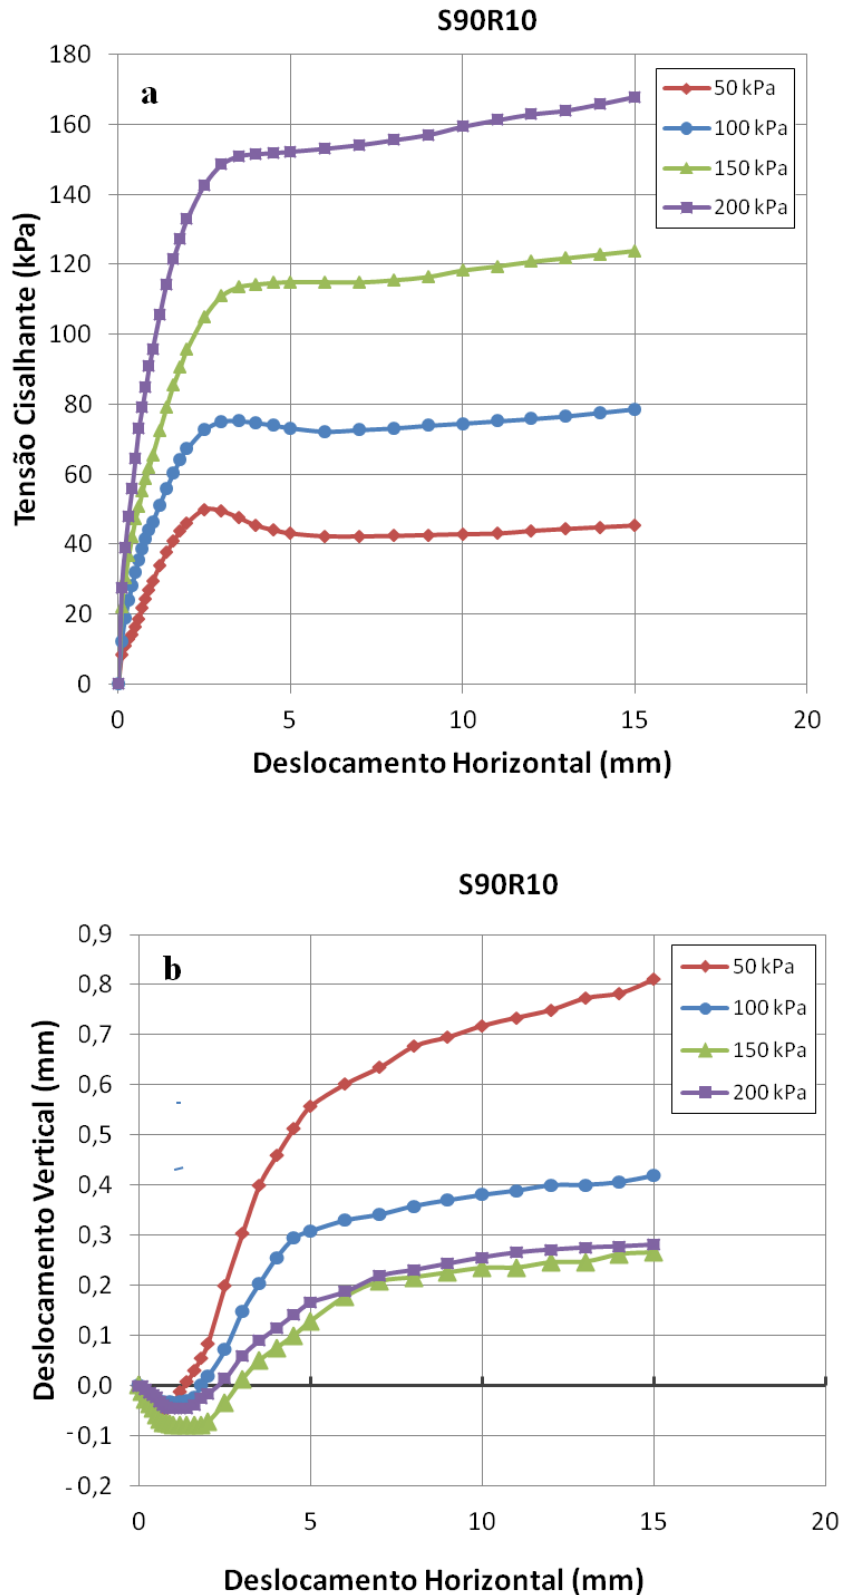 S90R10
a
180
160
140
120
100
80
60
40
20
0
Tensão Cisalhante (kPa)
50 kPa
100 kPa
150 kPa
200 kPa
0 5 10 15 20
Deslocamento Horizontal (mm)
S90R10
b
0,9
0,8
0,7
0,6
0,5
0,4
0,3
0,2
0,1
0,0
-0,1
-0,2
Deslocamento Vertical (mm)
50 kPa
100 kPa
150 kPa
200 kPa
0 5 10 15 20
Deslocamento Horizontal (mm)